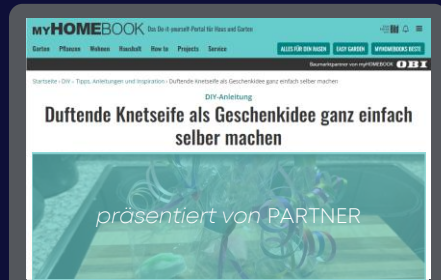 MYHOMEBOOK Das Do-it-yourself-Portal für Haus und Garten
Garten Pflanzen Wohnen Haushalt How to Projects Service
ALLES FÜR DEN RASEN EASY GARDEN MYHOMEBOOKS BESTE
Baumarktpartner von myHOMEBOOK OBI
Startseite › DIY – Tipps, Anleitungen und Inspiration › Duftende Knetseife als Geschenkidee ganz einfach selber machen
DIY-Anleitung
Duftende Knetseife als Geschenkidee ganz einfach
selber machen
präsentiert von PARTNER